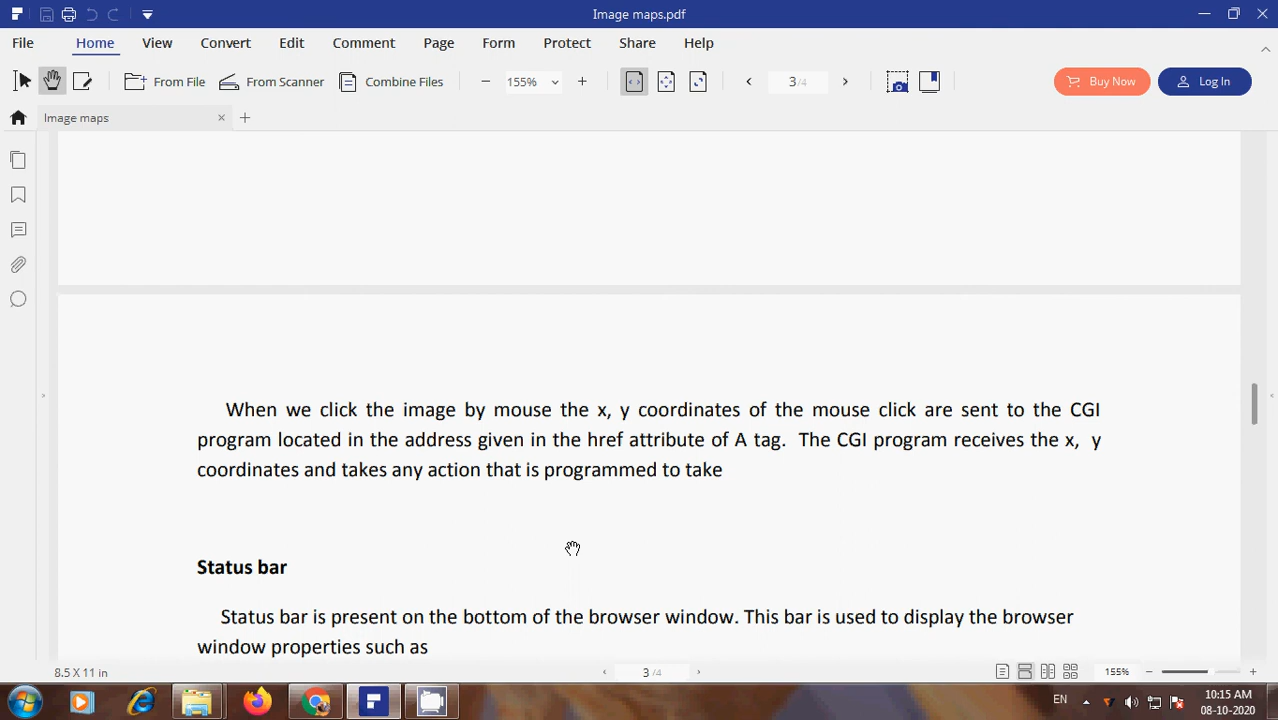 Image maps.pdf
File Home View Convert Edit Comment Page Form Protect Share Help
From File From Scanner Combine Files 155% 3/4 Buy Now Log In
Image maps
When we click the image by mouse the x, y coordinates of the mouse click are sent to the CGI
program located in the address given in the href attribute of A tag. The CGI program receives the x, y
coordinates and takes any action that is programmed to take
Status bar
Status bar is present on the bottom of the browser window. This bar is used to display the browser
window properties such as
8.5 X 11 in 3 /4 155%
EN 10:15 AM
08-10-2020